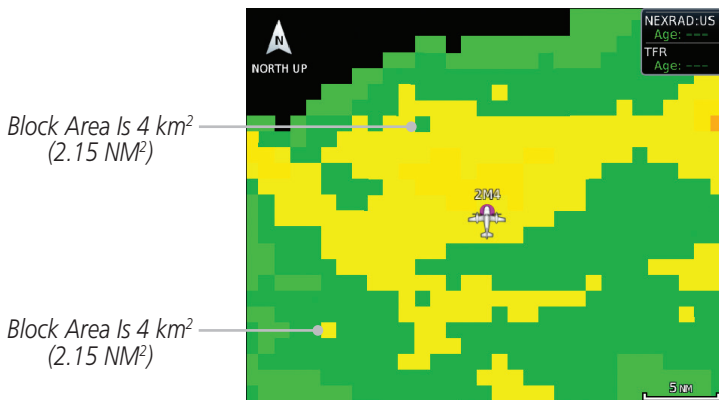 NEXRAD:US
Age: ---
TFR
Age: ---
N
NORTH UP
Block Area Is 4 km²
(2.15 NM²)
2M4
Block Area Is 4 km²
(2.15 NM²)
5 NM